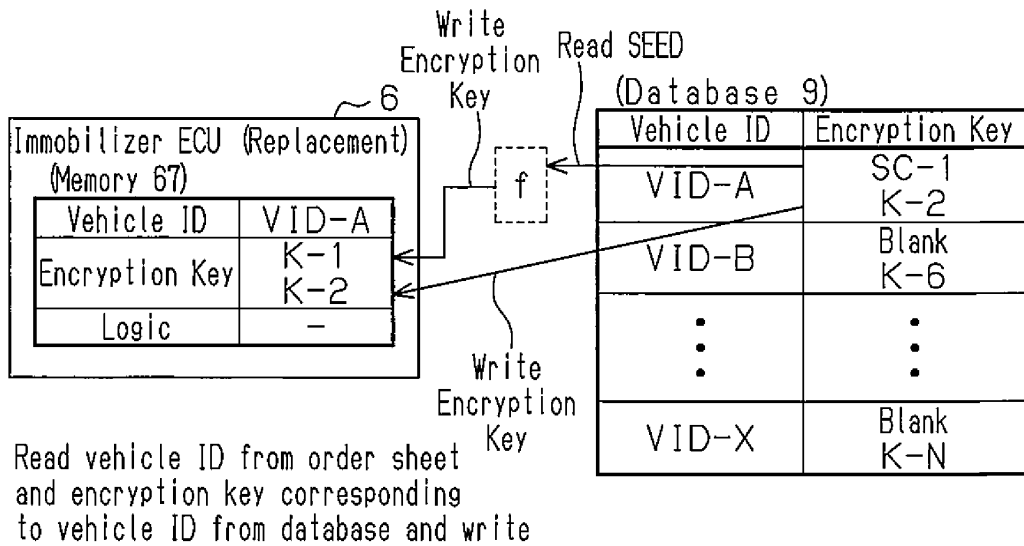 Write
Encryption
Key
Read SEED
6
(Database 9)
Vehicle ID Encryption Key
VID-A SC-1
K-2
VID-B Blank
K-6
VID-X Blank
K-N
Immobilizer ECU (Replacement)
(Memory 67)
Vehicle ID VID-A
Encryption Key K-1
K-2
Logic -
f
Write
Encryption
Key
Read vehicle ID from order sheet
and encryption key corresponding
to vehicle ID from database and write